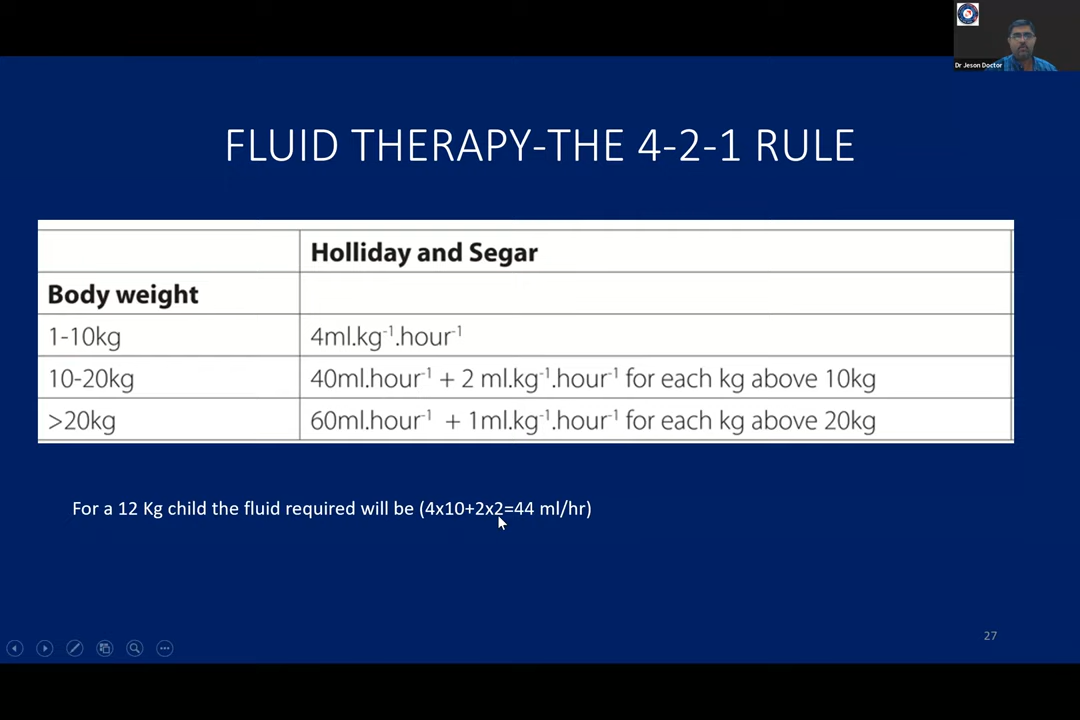 Dr Jeson Doctor
FLUID THERAPY-THE 4-2-1 RULE
Holliday and Segar
Body weight
1-10kg 4ml.kg⁻¹.hour⁻¹
10-20kg 40ml.hour⁻¹ + 2 ml.kg⁻¹.hour⁻¹ for each kg above 10kg
>20kg 60ml.hour⁻¹ + 1ml.kg⁻¹.hour⁻¹ for each kg above 20kg
For a 12 Kg child the fluid required will be (4x10+2x2=44 ml/hr)
27